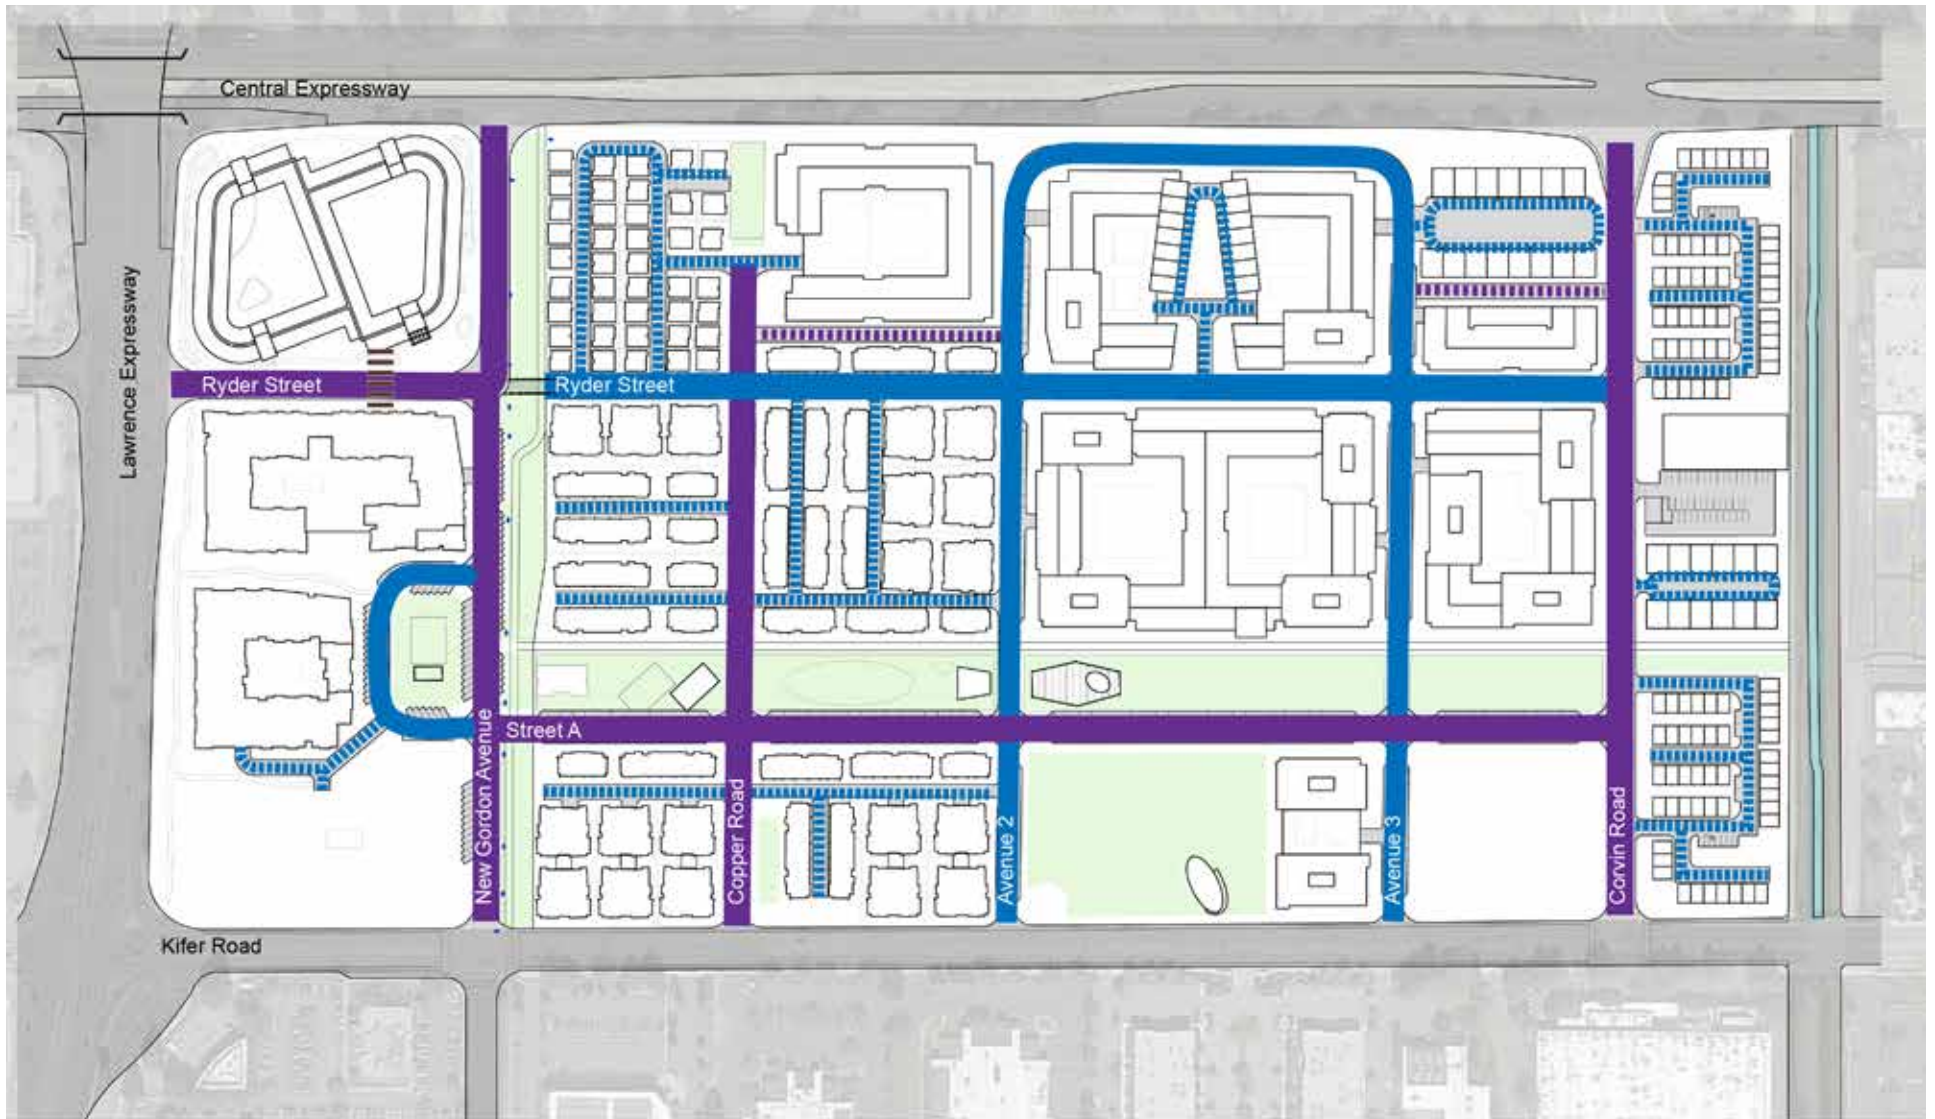 Central Expressway
Lawrence Expressway
Ryder Street
Ryder Street
Street A
New Gordon Avenue
Copper Road
Avenue 2
Avenue 3
Corvin Road
Kifer Road